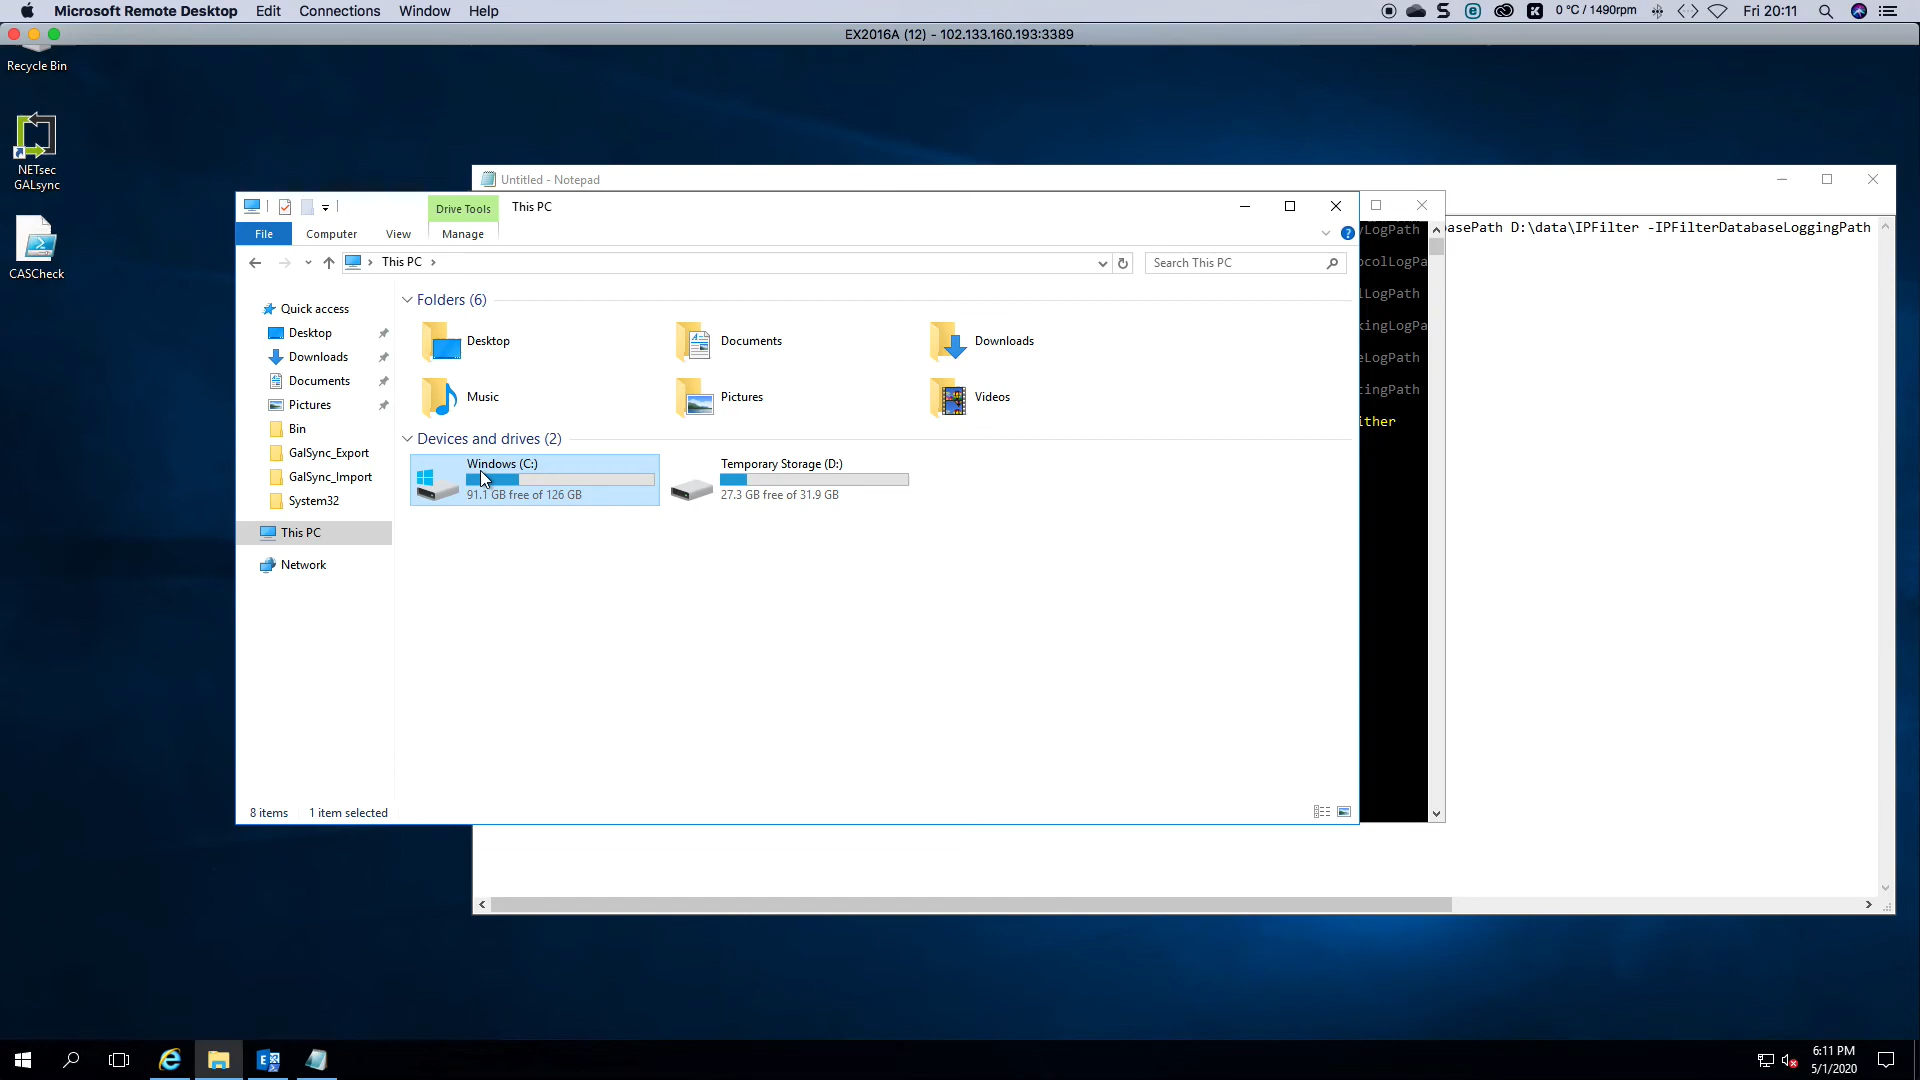 Microsoft Remote Desktop Edit Connections Window Help
0 °C / 1490rpm
Fri 20:11
EX2016A (12) - 102.133.160.193:3389
Recycle Bin
NETsec
GALsync
CASCheck
Untitled - Notepad
Drive Tools
This PC
File
Computer
View
Manage
This PC
Search This PC
asePath D:\data\IPFilter -IPFilterDatabaseLoggingPath
yLogPath
ocolLogPa
lLogPath
kingLogPa
eLogPath
tingPath
ither
Quick access
Desktop
Downloads
Documents
Pictures
Bin
GalSync_Export
GalSync_Import
System32
This PC
Network
Folders (6)
Desktop
Documents
Downloads
Music
Pictures
Videos
Devices and drives (2)
Windows (C:)
91.1 GB free of 126 GB
Temporary Storage (D:)
27.3 GB free of 31.9 GB
8 items
1 item selected
6:11 PM
5/1/2020